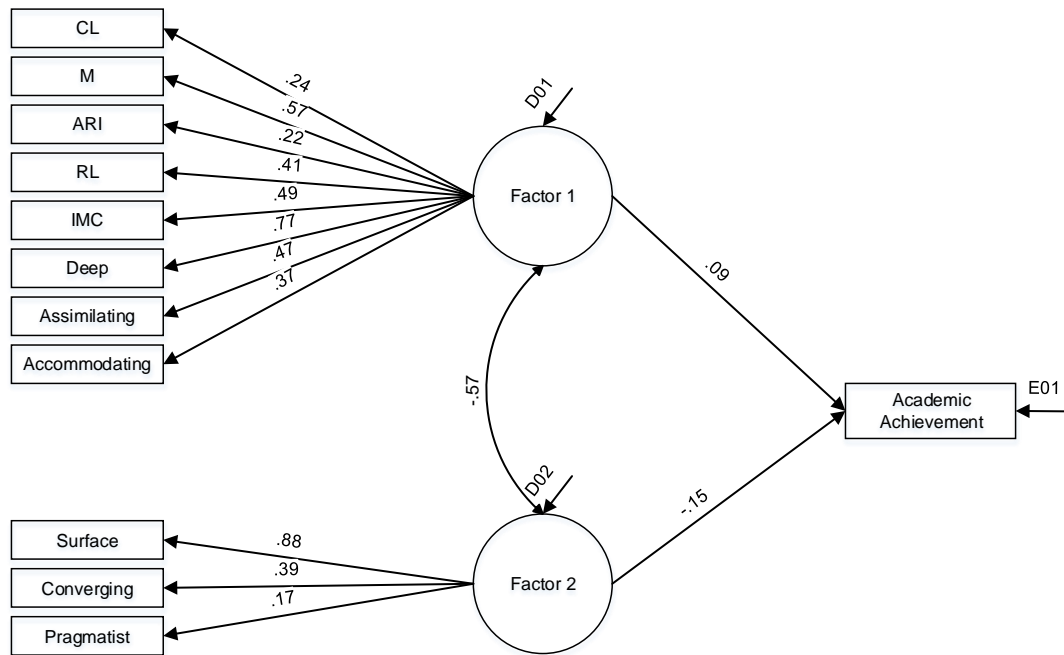 CL
M
ARI
RL
IMC
Deep
Assimilating
Accommodating
.24
.57
.22
.41
.49
.77
.47
.37
D01
Factor 1
.09
-.57
Academic
Achievement
E01
D02
Factor 2
-.15
Surface
Converging
Pragmatist
.88
.39
.17